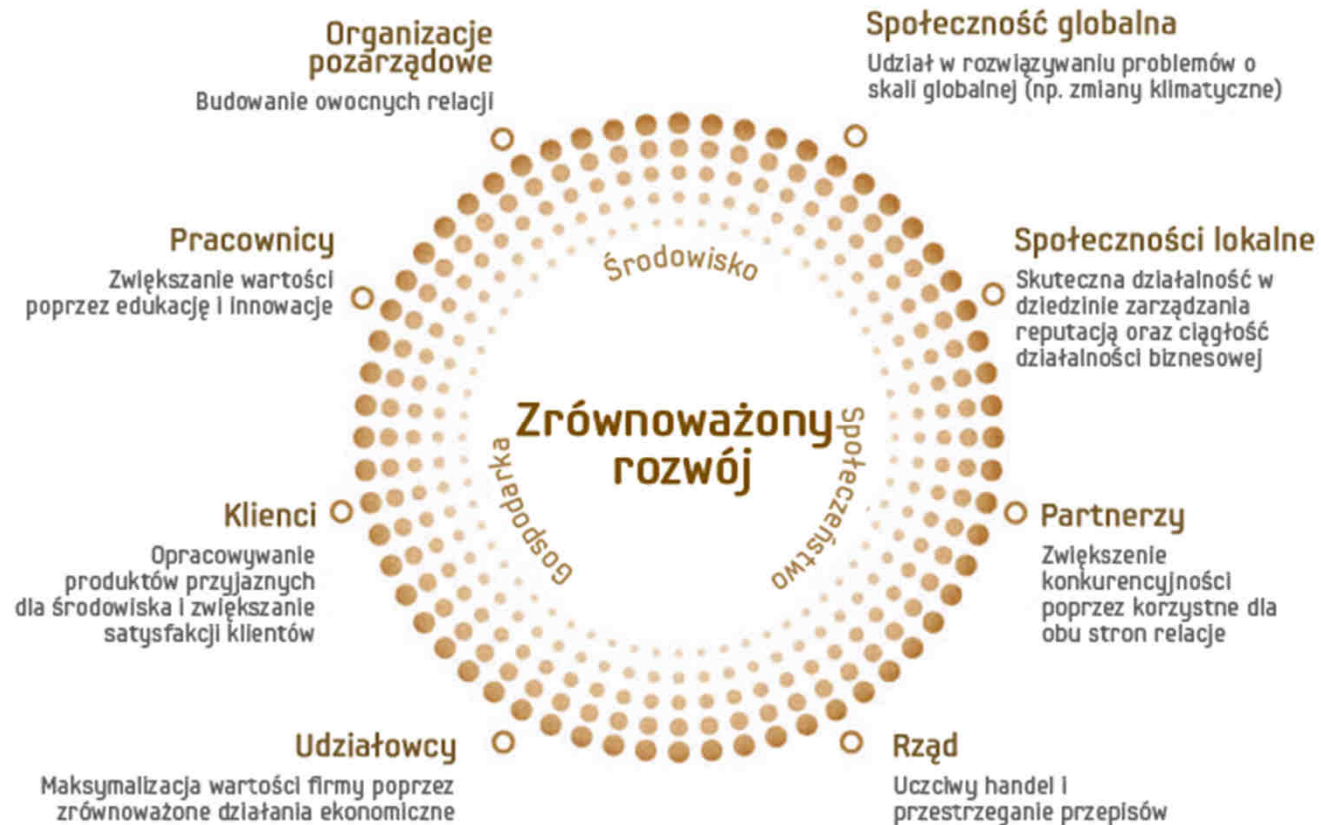 Organizacje
pozarządowe
Budowanie owocnych relacji
Społeczność globalna
Udział w rozwiązywaniu problemów o
skali globalnej (np. zmiany klimatyczne)
Pracownicy
Zwiększanie wartości
poprzez edukację i innowacje
Społeczności lokalne
Skuteczna działalność w
dziedzinie zarządzania
reputacją oraz ciągłość
działalności biznesowej
Środowisko
Zrównoważony
rozwój
Gospodarka
Społeczeństwo
Klienci
Opracowywanie
produktów przyjaznych
dla środowiska i zwiększanie
satysfakcji klientów
Partnerzy
Zwiększenie
konkurencyjności
poprzez korzystne dla
obu stron relacje
Udziałowcy
Maksymalizacja wartości firmy poprzez
zrównoważone działania ekonomiczne
Rząd
Uczciwy handel i
przestrzeganie przepisów